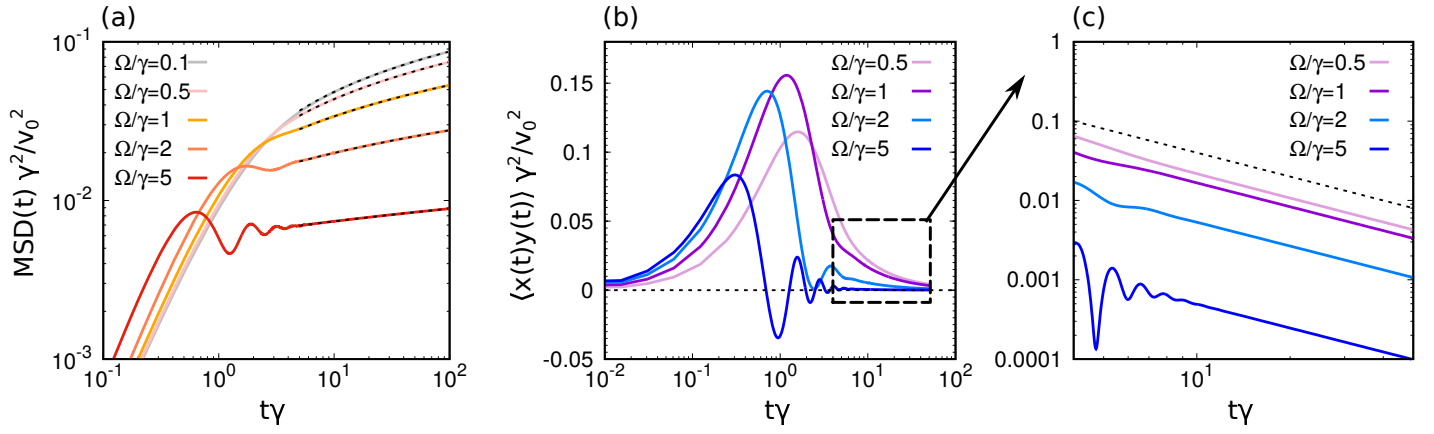 (a)
MSD(t) γ²/v₀²
10⁻¹
10⁻²
10⁻³
Ω/γ=0.1
Ω/γ=0.5
Ω/γ=1
Ω/γ=2
Ω/γ=5
10⁻¹ 10⁰ 10¹ 10²
tγ
(b)
⟨x(t)y(t)⟩ γ²/v₀²
0.15
0.1
0.05
0
-0.05
Ω/γ=0.5
Ω/γ=1
Ω/γ=2
Ω/γ=5
10⁻² 10⁻¹ 10⁰ 10¹ 10²
tγ
(c)
1
0.1
0.01
0.001
0.0001
Ω/γ=0.5
Ω/γ=1
Ω/γ=2
Ω/γ=5
10¹
tγ